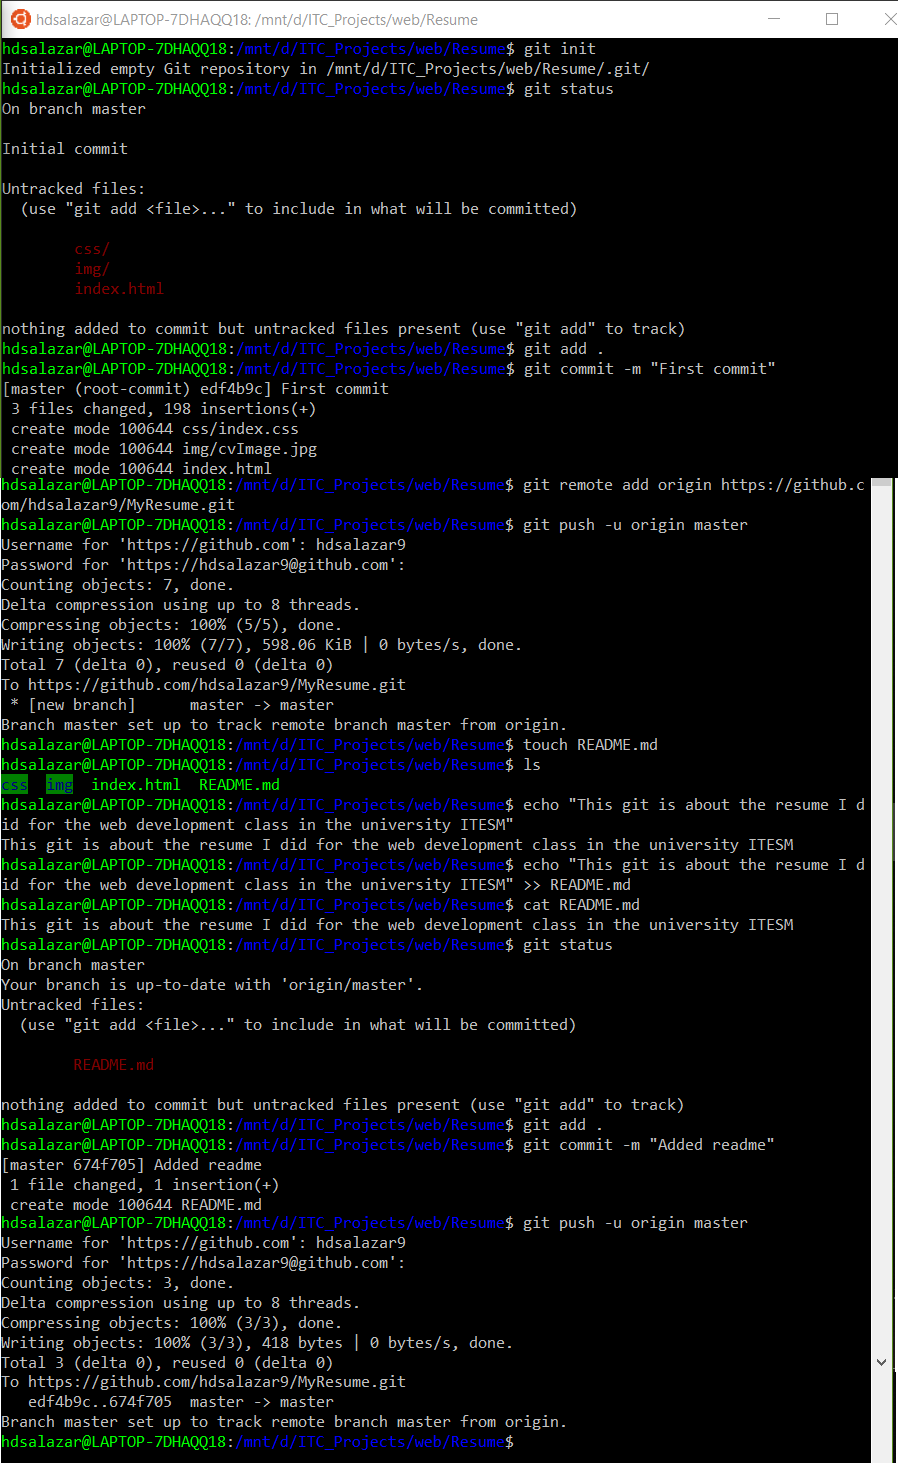 hdsalazar@LAPTOP-7DHAQQ18: /mnt/d/ITC_Projects/web/Resume
hdsalazar@LAPTOP-7DHAQQ18:/mnt/d/ITC_Projects/web/Resume$ git init
Initialized empty Git repository in /mnt/d/ITC_Projects/web/Resume/.git/
hdsalazar@LAPTOP-7DHAQQ18:/mnt/d/ITC_Projects/web/Resume$ git status
On branch master

Initial commit

Untracked files:
  (use "git add <file>..." to include in what will be committed)

        css/
        img/
        index.html

nothing added to commit but untracked files present (use "git add" to track)
hdsalazar@LAPTOP-7DHAQQ18:/mnt/d/ITC_Projects/web/Resume$ git add .
hdsalazar@LAPTOP-7DHAQQ18:/mnt/d/ITC_Projects/web/Resume$ git commit -m "First commit"
[master (root-commit) edf4b9c] First commit
 3 files changed, 198 insertions(+)
 create mode 100644 css/index.css
 create mode 100644 img/cvImage.jpg
 create mode 100644 index.html
hdsalazar@LAPTOP-7DHAQQ18:/mnt/d/ITC_Projects/web/Resume$ git remote add origin https://github.c
om/hdsalazar9/MyResume.git
hdsalazar@LAPTOP-7DHAQQ18:/mnt/d/ITC_Projects/web/Resume$ git push -u origin master
Username for 'https://github.com': hdsalazar9
Password for 'https://hdsalazar9@github.com':
Counting objects: 7, done.
Delta compression using up to 8 threads.
Compressing objects: 100% (5/5), done.
Writing objects: 100% (7/7), 598.06 KiB | 0 bytes/s, done.
Total 7 (delta 0), reused 0 (delta 0)
To https://github.com/hdsalazar9/MyResume.git
 * [new branch]      master -> master
Branch master set up to track remote branch master from origin.
hdsalazar@LAPTOP-7DHAQQ18:/mnt/d/ITC_Projects/web/Resume$ touch README.md
hdsalazar@LAPTOP-7DHAQQ18:/mnt/d/ITC_Projects/web/Resume$ ls
css  img  index.html  README.md
hdsalazar@LAPTOP-7DHAQQ18:/mnt/d/ITC_Projects/web/Resume$ echo "This git is about the resume I d
id for the web development class in the university ITESM"
This git is about the resume I did for the web development class in the university ITESM
hdsalazar@LAPTOP-7DHAQQ18:/mnt/d/ITC_Projects/web/Resume$ echo "This git is about the resume I d
id for the web development class in the university ITESM" >> README.md
hdsalazar@LAPTOP-7DHAQQ18:/mnt/d/ITC_Projects/web/Resume$ cat README.md
This git is about the resume I did for the web development class in the university ITESM
hdsalazar@LAPTOP-7DHAQQ18:/mnt/d/ITC_Projects/web/Resume$ git status
On branch master
Your branch is up-to-date with 'origin/master'.
Untracked files:
  (use "git add <file>..." to include in what will be committed)

        README.md

nothing added to commit but untracked files present (use "git add" to track)
hdsalazar@LAPTOP-7DHAQQ18:/mnt/d/ITC_Projects/web/Resume$ git add .
hdsalazar@LAPTOP-7DHAQQ18:/mnt/d/ITC_Projects/web/Resume$ git commit -m "Added readme"
[master 674f705] Added readme
 1 file changed, 1 insertion(+)
 create mode 100644 README.md
hdsalazar@LAPTOP-7DHAQQ18:/mnt/d/ITC_Projects/web/Resume$ git push -u origin master
Username for 'https://github.com': hdsalazar9
Password for 'https://hdsalazar9@github.com':
Counting objects: 3, done.
Delta compression using up to 8 threads.
Compressing objects: 100% (3/3), done.
Writing objects: 100% (3/3), 418 bytes | 0 bytes/s, done.
Total 3 (delta 0), reused 0 (delta 0)
To https://github.com/hdsalazar9/MyResume.git
   edf4b9c..674f705  master -> master
Branch master set up to track remote branch master from origin.
hdsalazar@LAPTOP-7DHAQQ18:/mnt/d/ITC_Projects/web/Resume$